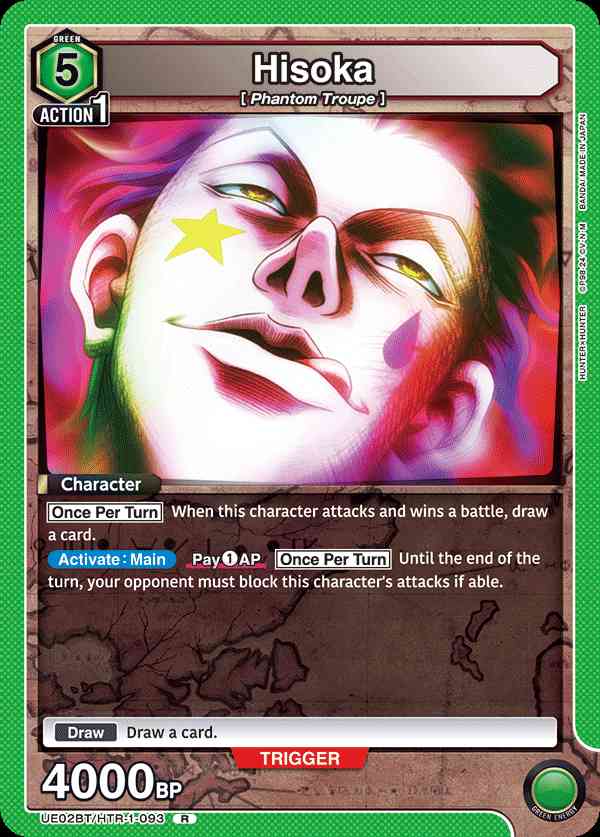 GREEN
5
ACTION 1
Hisoka
[ Phantom Troupe ]
HUNTER×HUNTER ©P98-24 ©V・N・M BANDAI MADE IN JAPAN
Character
Once Per Turn When this character attacks and wins a battle, draw
a card.
Activate: Main Pay 1 AP Once Per Turn Until the end of the
turn, your opponent must block this character's attacks if able.
Draw Draw a card.
TRIGGER
4000 BP
UE02BT/HTR-1-093 R
GREEN ENERGY